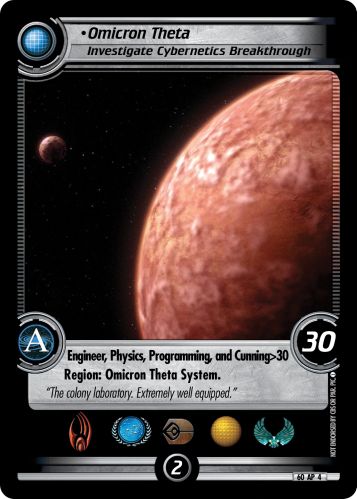 •Omicron Theta
Investigate Cybernetics Breakthrough
A
30
Engineer, Physics, Programming, and Cunning>30
Region: Omicron Theta System.
"The colony laboratory. Extremely well equipped."
NOT ENDORSED BY CBS OR PAR. PIC.
2
60 AP 4